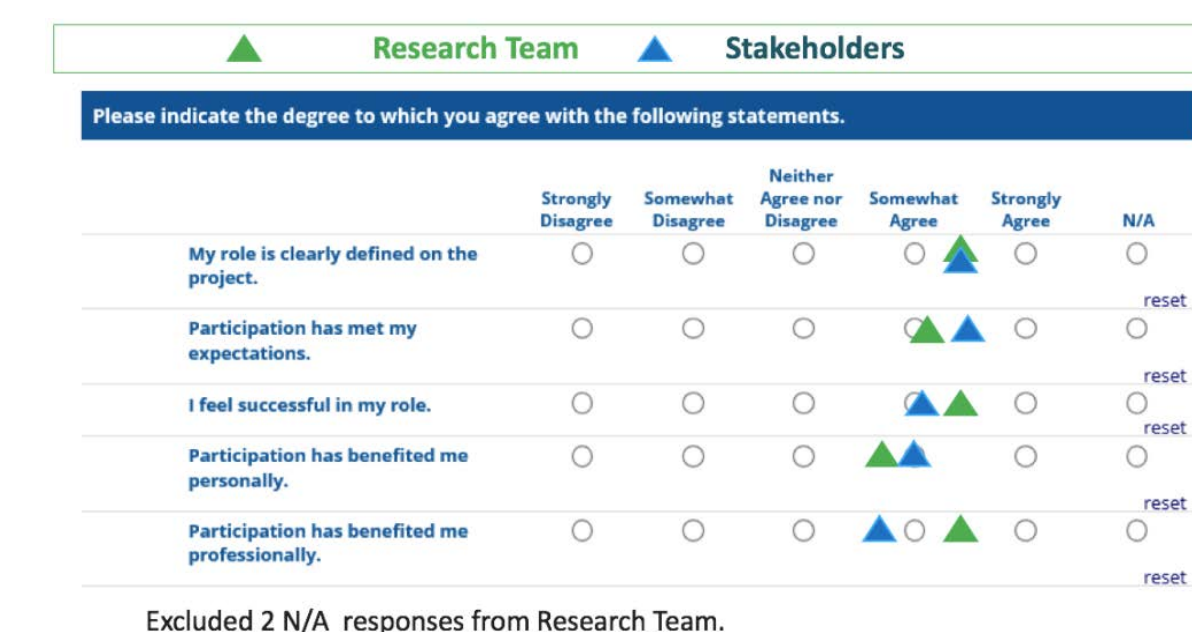 Research Team Stakeholders
Please indicate the degree to which you agree with the following statements.
Strongly Disagree Somewhat Disagree Neither Agree nor Disagree Somewhat Agree Strongly Agree N/A
My role is clearly defined on the
project.
reset
Participation has met my
expectations.
reset
I feel successful in my role.
reset
Participation has benefited me
personally.
reset
Participation has benefited me
professionally.
reset
Excluded 2 N/A responses from Research Team.